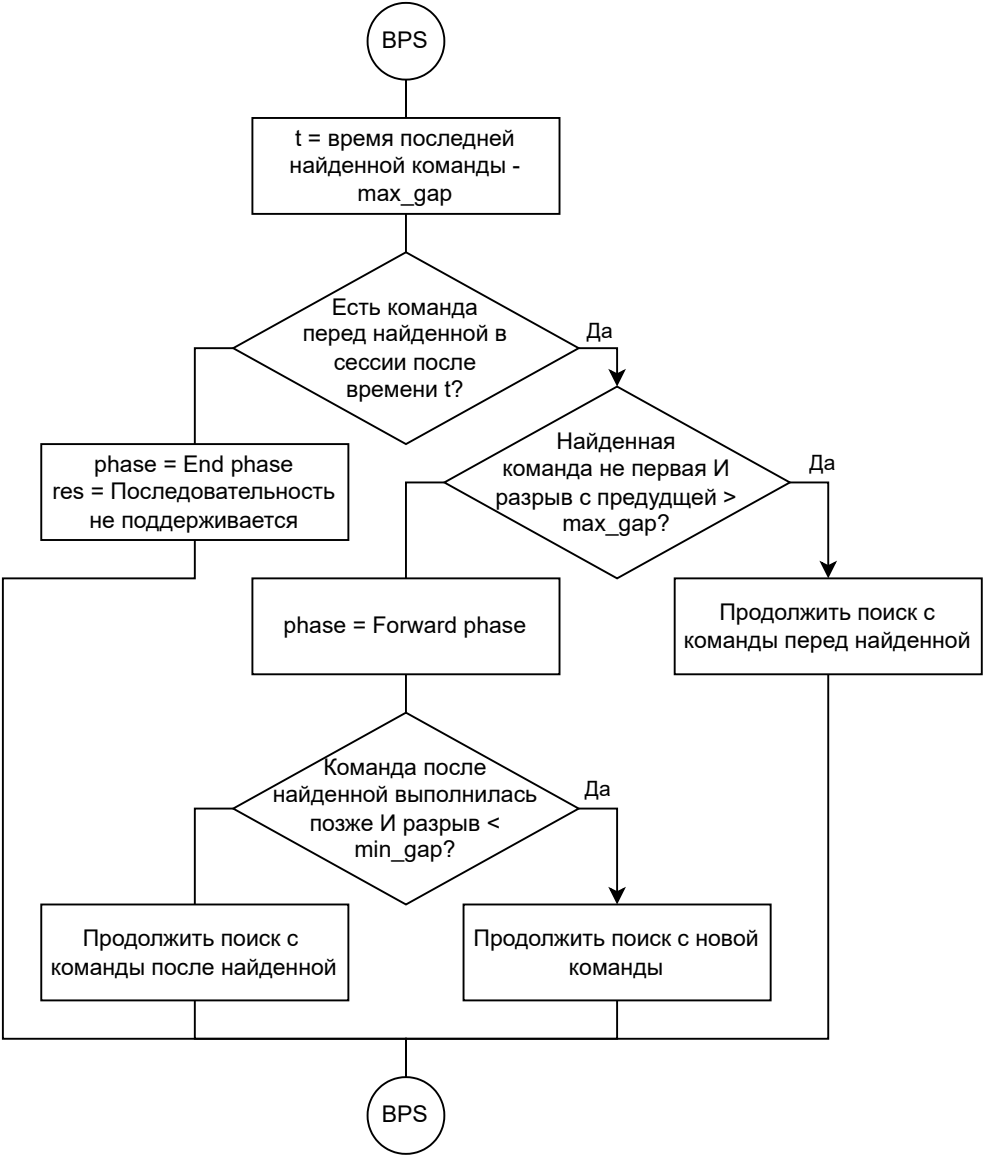 BPS
t = время последней
найденной команды -
max_gap
Есть команда
перед найденной в
сессии после
времени t?
Да
Найденная
команда не первая И
разрыв с предудщей >
max_gap?
Да
phase = End phase
res = Последовательность
не поддерживается
phase = Forward phase
Продолжить поиск с
команды перед найденной
Команда после
найденной выполнилась
позже И разрыв <
min_gap?
Да
Продолжить поиск с
команды после найденной
Продолжить поиск с новой
команды
BPS